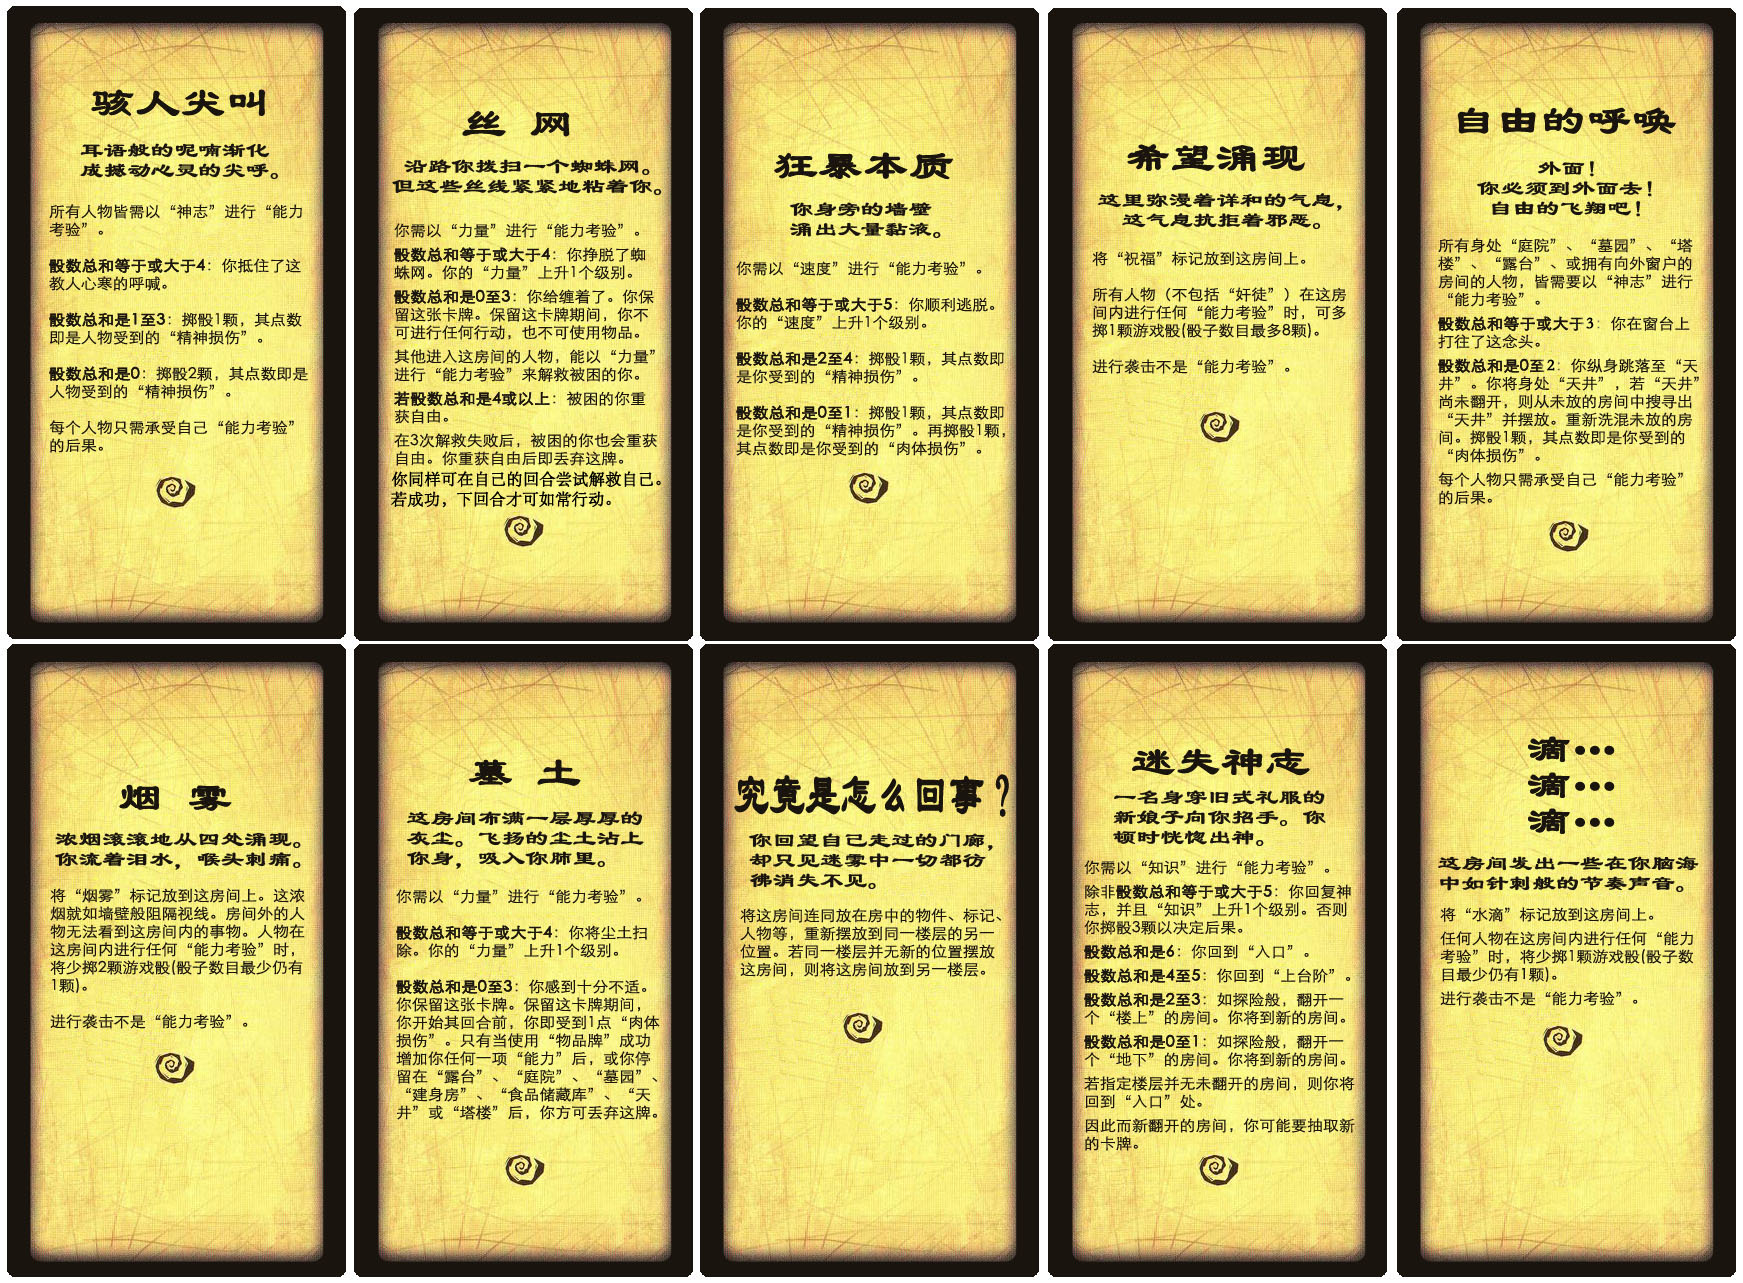 骇人尖叫
耳语般的呢喃渐化
成撼动心灵的尖呼。
所有人物皆需以“神志”进行“能力
考验”。
骰数总和等于或大于4：你抵住了这
教人心寒的呼喊。
骰数总和是1至3：掷骰1颗，其点数
即是人物受到的“精神损伤”。
骰数总和是0：掷骰2颗，其点数即是
人物受到的“精神损伤”。
每个人物只需承受自己“能力考验”
的后果。
丝 网
沿路你拨扫一个蜘蛛网。
但这些丝线紧紧地粘着你。
你需以“力量”进行“能力考验”。
骰数总和等于或大于4：你挣脱了蜘
蛛网。你的“力量”上升1个级别。
骰数总和是0至3：你给缠着了。你保
留这张卡牌。保留这卡牌期间，你不
可进行任何行动，也不可使用物品。
其他进入这房间的人物，能以“力量”
进行“能力考验”来解救被困的你。
若骰数总和是4或以上：被困的你重
获自由。
在3次解救失败后，被困的你也会重获
自由。你重获自由后即丢弃这牌。
你同样可在自己的回合尝试解救自己。
若成功，下回合才可如常行动。
狂暴本质
你身旁的墙壁
涌出大量黏液。
你需以“速度”进行“能力考验”。
骰数总和等于或大于5：你顺利逃脱。
你的“速度”上升1个级别。
骰数总和是2至4：掷骰1颗，其点数即
是你受到的“精神损伤”。
骰数总和是0至1：掷骰1颗，其点数即
是你受到的“精神损伤”。再掷骰1颗，
其点数即是你受到的“肉体损伤”。
希望涌现
这里弥漫着详和的气息，
这气息抗拒着邪恶。
将“祝福”标记放到这房间上。
所有人物（不包括“奸徒”）在这房
间内进行任何“能力考验”时，可多
掷1颗游戏骰(骰子数目最多8颗)。
进行袭击不是“能力考验”。
自由的呼唤
外面！
你必须到外面去！
自由的飞翔吧！
所有身处“庭院”、“墓园”、“塔
楼”、“露台”、或拥有向外窗户的
房间的人物，皆需要以“神志”进行
“能力考验”。
骰数总和等于或大于3：你在窗台上
打往了这念头。
骰数总和是0至2：你纵身跳落至“天
井”。你将身处“天井”，若“天井”
尚未翻开，则从未放的房间中搜寻出
“天井”并摆放。重新洗混未放的房
间。掷骰1颗，其点数即是你受到的
“肉体损伤”。
每个人物只需承受自己“能力考验”
的后果。
烟 雾
浓烟滚滚地从四处涌现。
你流着泪水，喉头刺痛。
将“烟雾”标记放到这房间上。这浓
烟就如墙壁般阻隔视线。房间外的人
物无法看到这房间内的事物。人物在
这房间内进行任何“能力考验”时，
将少掷2颗游戏骰(骰子数目最少仍有
1颗)。
进行袭击不是“能力考验”。
墓 土
这房间布满一层厚厚的
灰尘。飞扬的尘土沾上
你身，吸入你肺里。
你需以“力量”进行“能力考验”。
骰数总和等于或大于4：你将尘土扫
除。你的“力量”上升1个级别。
骰数总和是0至3：你感到十分不适。
你保留这张卡牌。保留这卡牌期间，
你开始其回合前，你即受到1点“肉体
损伤”。只有当使用“物品牌”成功
增加你任何一项“能力”后，或你停
留在“露台”、“庭院”、“墓园”、
“建身房”、“食品储藏库”、“天
井”或“塔楼”后，你方可丢弃这牌。
究竟是怎么回事？
你回望自己走过的门廊，
却只见迷雾中一切都彷
彿消失不见。
将这房间连同放在房中的物件、标记、
人物等，重新摆放到同一楼层的另一
位置。若同一楼层并无新的位置摆放
这房间，则将这房间放到另一楼层。
迷失神志
一名身穿旧式礼服的
新娘子向你招手。你
顿时恍惚出神。
你需以“知识”进行“能力考验”。
除非骰数总和等于或大于5：你回复神
志，并且“知识”上升1个级别。否则
你掷骰3颗以决定后果。
骰数总和是6：你回到“入口”。
骰数总和是4至5：你回到“上台阶”。
骰数总和是2至3：如探险般，翻开一
个“楼上”的房间。你将到新的房间。
骰数总和是0至1：如探险般，翻开一
个“地下”的房间。你将到新的房间。
若指定楼层并无未翻开的房间，则你将
回到“入口”处。
因此而新翻开的房间，你可能要抽取新
的卡牌。
滴…
滴…
滴…
这房间发出一些在你脑海
中如针刺般的节奏声音。
将“水滴”标记放到这房间上。
任何人物在这房间内进行任何“能力
考验”时，将少掷1颗游戏骰(骰子数
目最少仍有1颗)。
进行袭击不是“能力考验”。